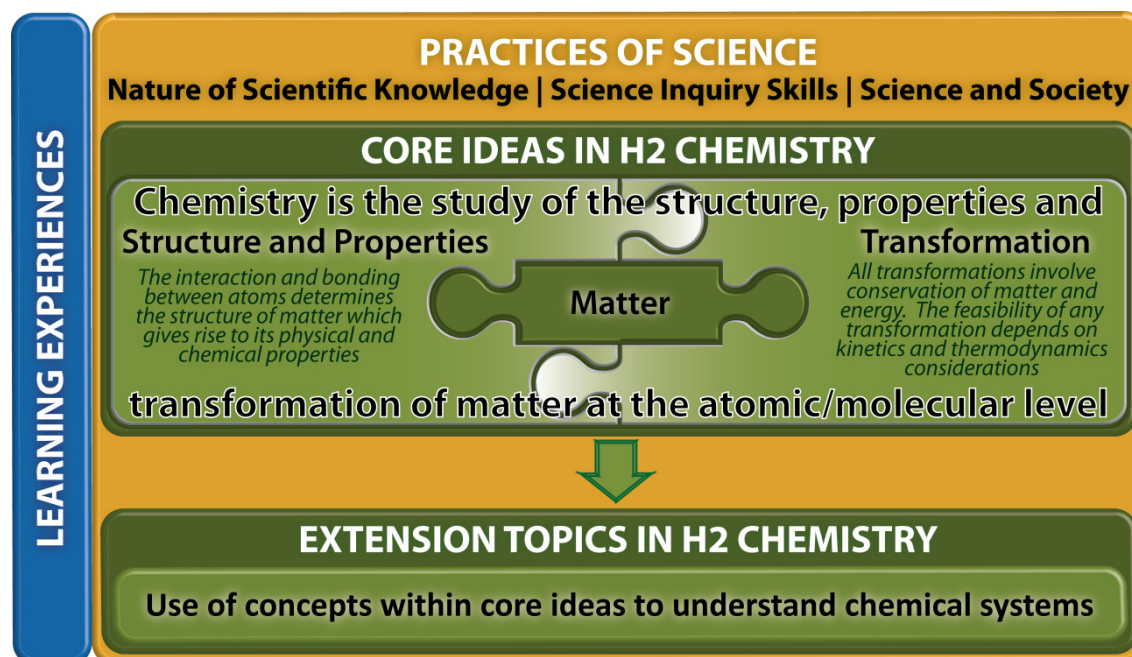 LEARNING EXPERIENCES
PRACTICES OF SCIENCE
Nature of Scientific Knowledge | Science Inquiry Skills | Science and Society
CORE IDEAS IN H2 CHEMISTRY
Chemistry is the study of the structure, properties and
Structure and Properties
The interaction and bonding
between atoms determines
the structure of matter which
gives rise to its physical and
chemical properties
Matter
Transformation
All transformations involve
conservation of matter and
energy. The feasibility of any
transformation depends on
kinetics and thermodynamics
considerations
transformation of matter at the atomic/molecular level
EXTENSION TOPICS IN H2 CHEMISTRY
Use of concepts within core ideas to understand chemical systems